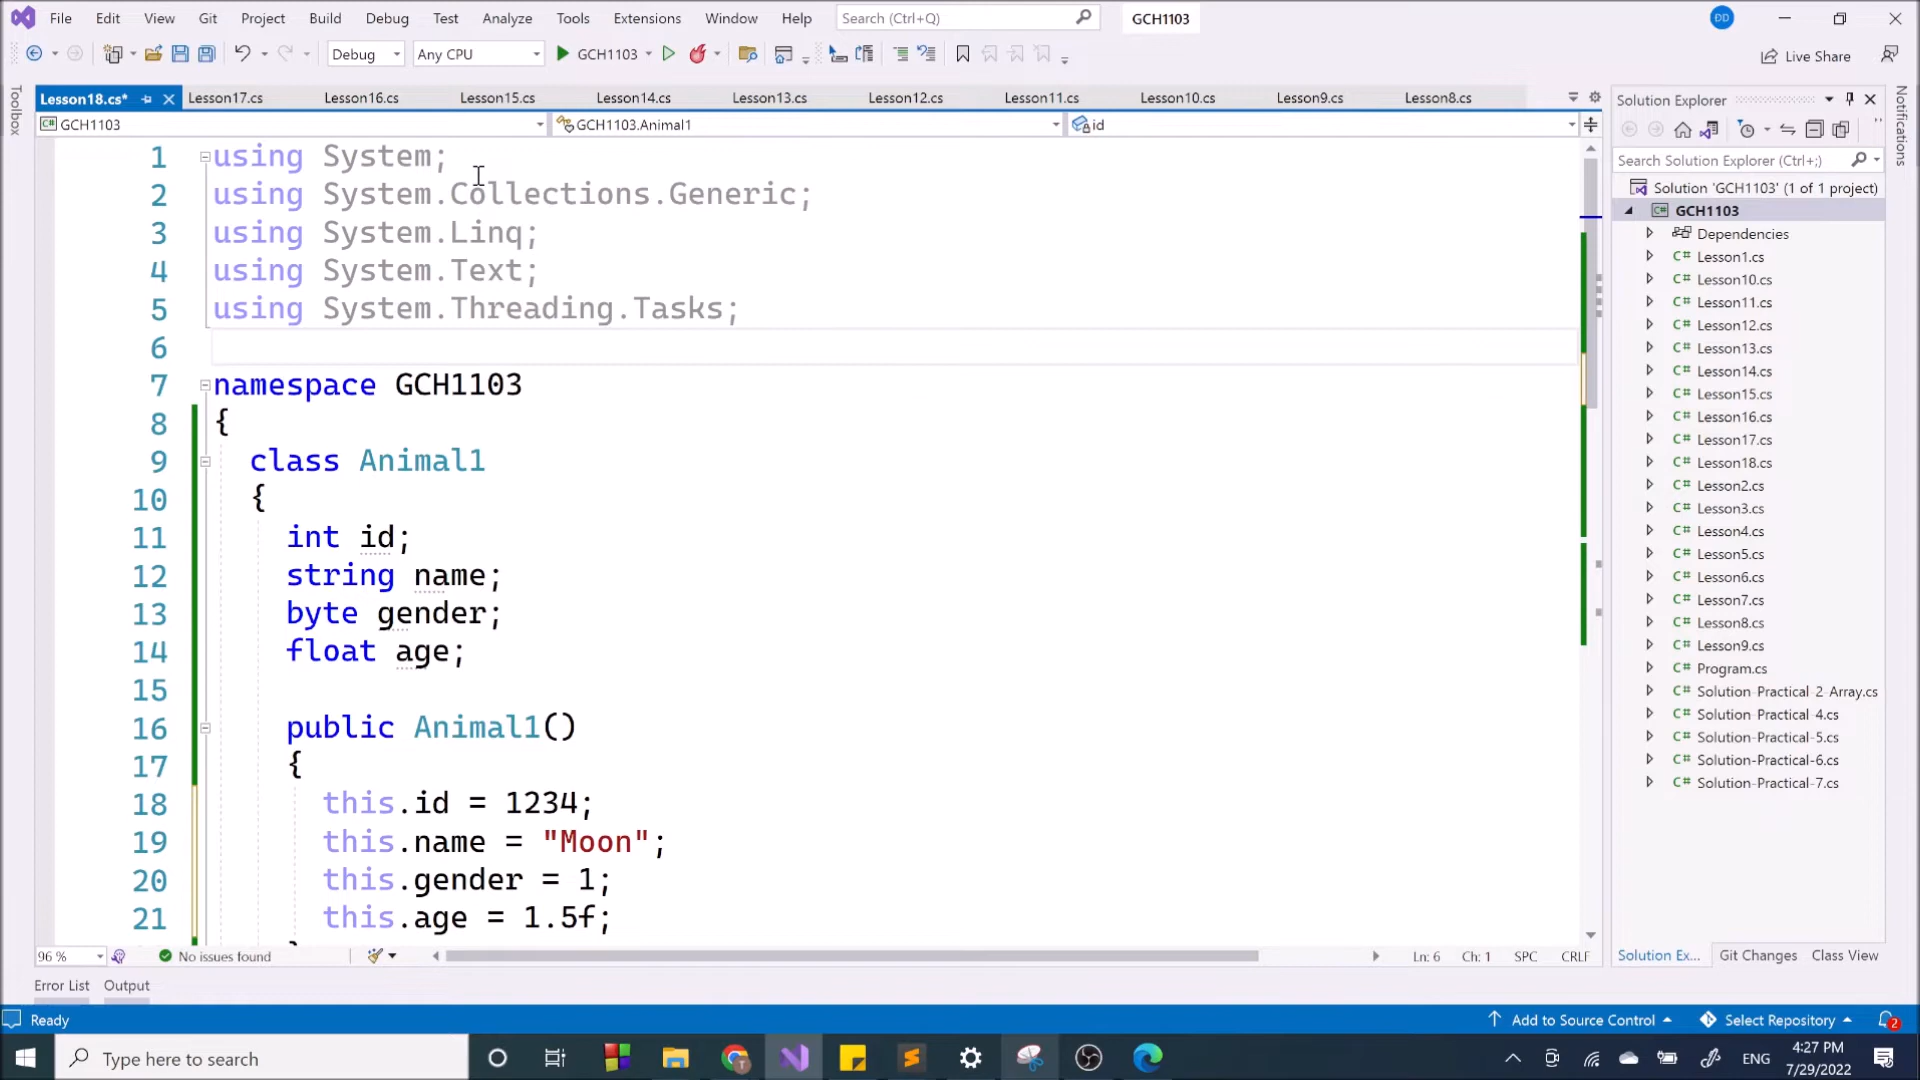 File Edit View Git Project Build Debug Test Analyze Tools Extensions Window Help Search (Ctrl+Q) GCH1103 DD
Debug Any CPU GCH1103 Live Share
Toolbox
Lesson18.cs* Lesson17.cs Lesson16.cs Lesson15.cs Lesson14.cs Lesson13.cs Lesson12.cs Lesson11.cs Lesson10.cs Lesson9.cs Lesson8.cs
GCH1103 GCH1103.Animal1 id
1 using System;
2 using System.Collections.Generic;
3 using System.Linq;
4 using System.Text;
5 using System.Threading.Tasks;
6
7 namespace GCH1103
8 {
9 class Animal1
10 {
11 int id;
12 string name;
13 byte gender;
14 float age;
15
16 public Animal1()
17 {
18 this.id = 1234;
19 this.name = "Moon";
20 this.gender = 1;
21 this.age = 1.5f;
96 % No issues found Ln: 6 Ch: 1 SPC CRLF
Solution Explorer
Search Solution Explorer (Ctrl+;)
Solution 'GCH1103' (1 of 1 project)
C# GCH1103
Dependencies
C# Lesson1.cs
C# Lesson10.cs
C# Lesson11.cs
C# Lesson12.cs
C# Lesson13.cs
C# Lesson14.cs
C# Lesson15.cs
C# Lesson16.cs
C# Lesson17.cs
C# Lesson18.cs
C# Lesson2.cs
C# Lesson3.cs
C# Lesson4.cs
C# Lesson5.cs
C# Lesson6.cs
C# Lesson7.cs
C# Lesson8.cs
C# Lesson9.cs
C# Program.cs
C# Solution-Practical-2-Array.cs
C# Solution-Practical-4.cs
C# Solution-Practical-5.cs
C# Solution-Practical-6.cs
C# Solution-Practical-7.cs
Solution Ex... Git Changes Class View
Notifications
Error List Output
Ready Add to Source Control Select Repository 2
Type here to search ENG 4:27 PM
7/29/2022